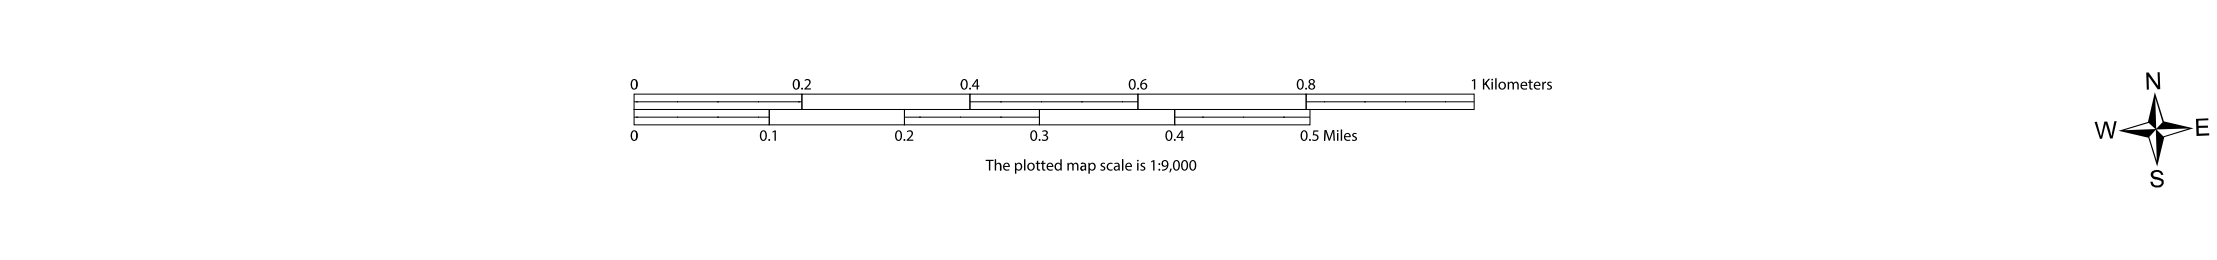 0 0.2 0.4 0.6 0.8 1 Kilometers
0 0.1 0.2 0.3 0.4 0.5 Miles
The plotted map scale is 1:9,000
N
W E
S